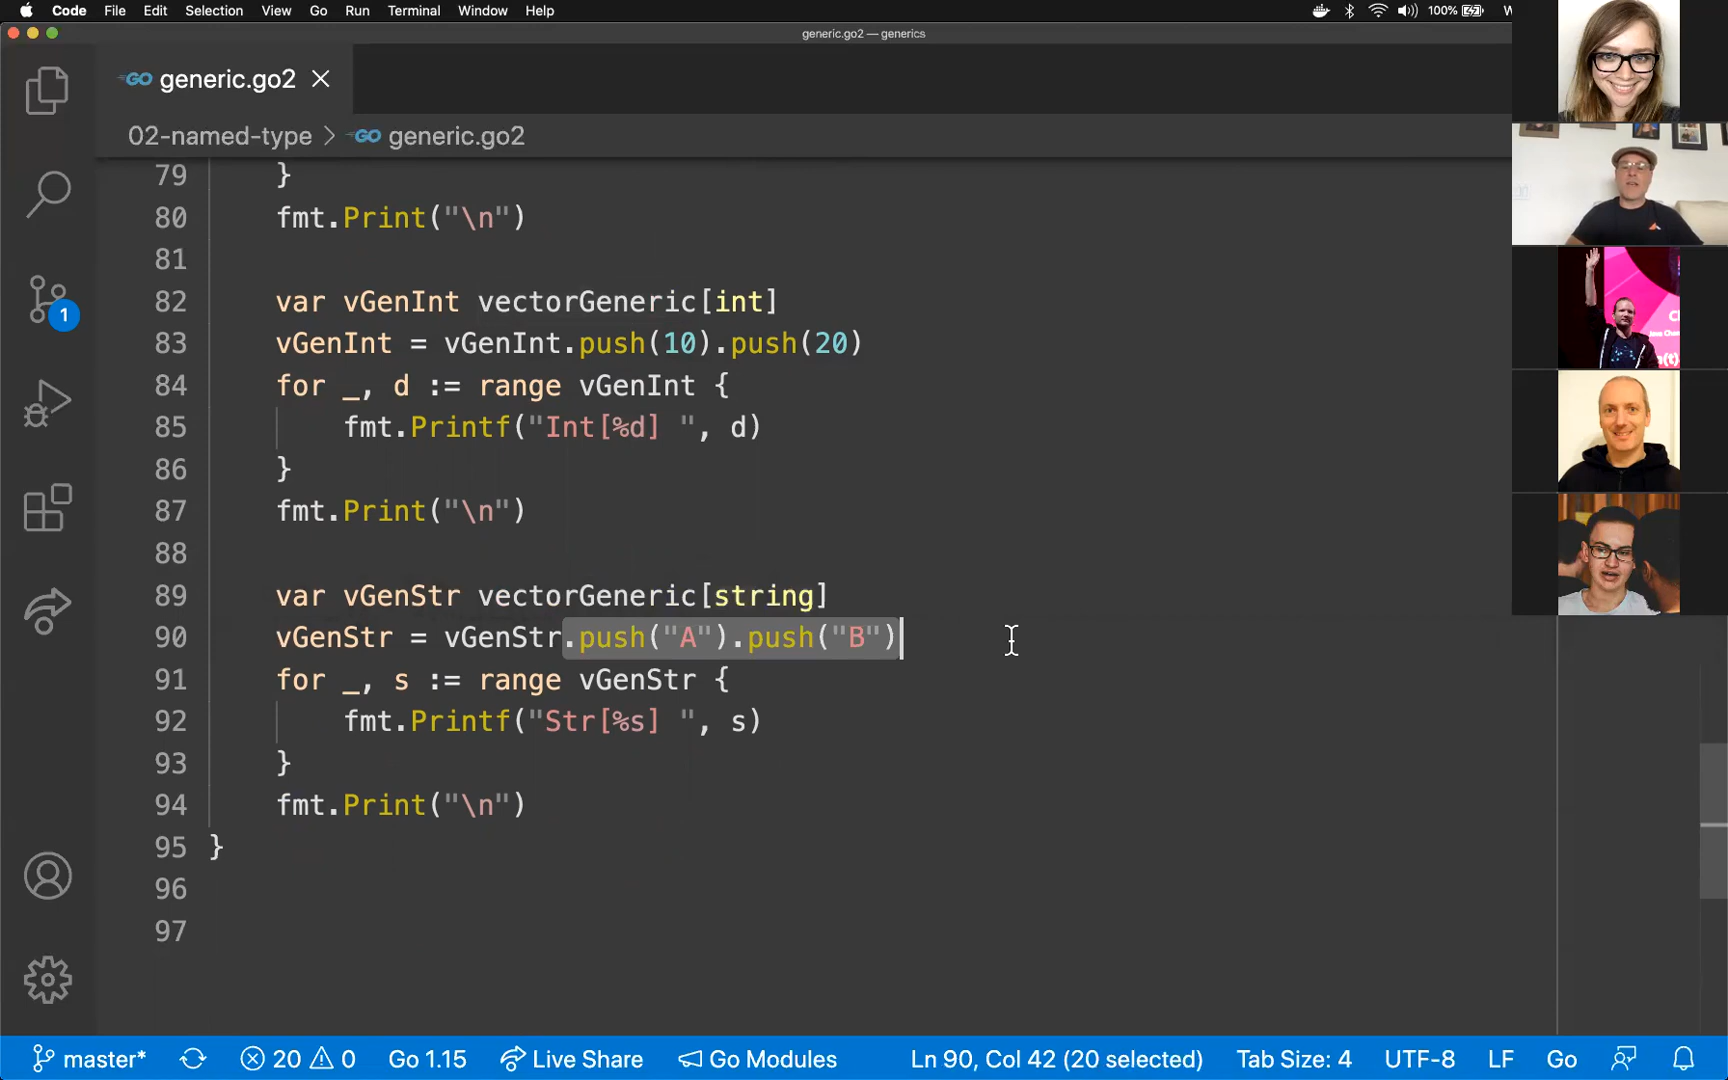 Code File Edit Selection View Go Run Terminal Window Help 100%
generic.go2 — generics
GO generic.go2
02-named-type > GO generic.go2
79 }
80 fmt.Print("\n")
81
82 var vGenInt vectorGeneric[int]
83 vGenInt = vGenInt.push(10).push(20)
84 for _, d := range vGenInt {
85 fmt.Printf("Int[%d] ", d)
86 }
87 fmt.Print("\n")
88
89 var vGenStr vectorGeneric[string]
90 vGenStr = vGenStr.push("A").push("B")
91 for _, s := range vGenStr {
92 fmt.Printf("Str[%s] ", s)
93 }
94 fmt.Print("\n")
95 }
96
97
1
master* 20 0 Go 1.15 Live Share Go Modules Ln 90, Col 42 (20 selected) Tab Size: 4 UTF-8 LF Go